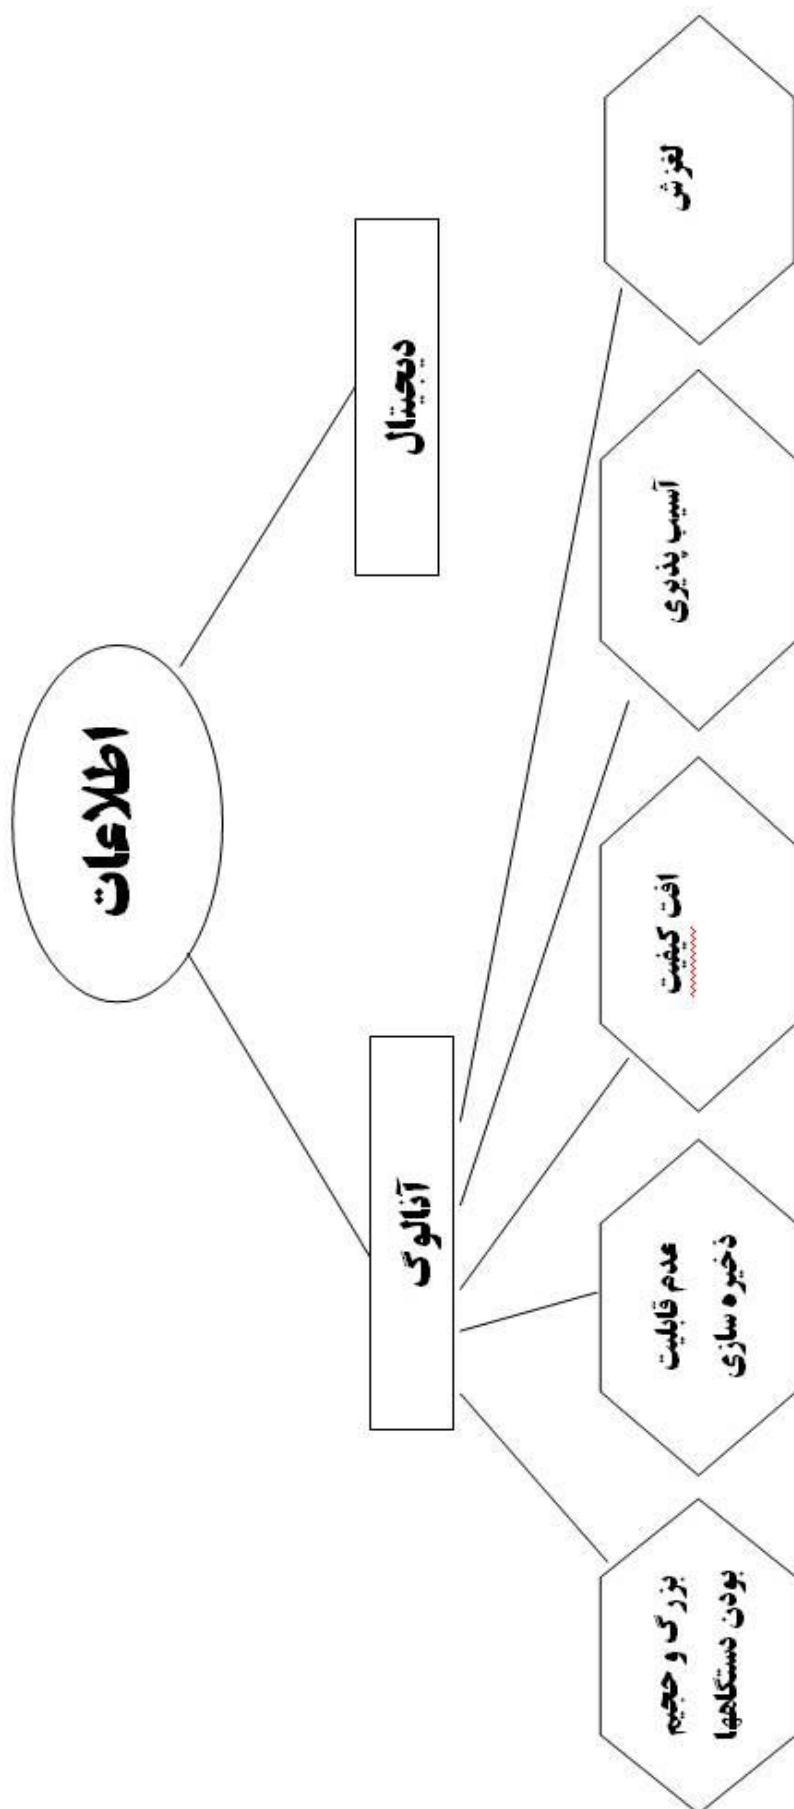 اطلاعات
دیجیتال
آنالوگ
لغزش
آسیب پذیری
افت کیفیت
عدم قابلیت
ذخیره سازی
بزرگ و حجیم
بودن دستگاهها